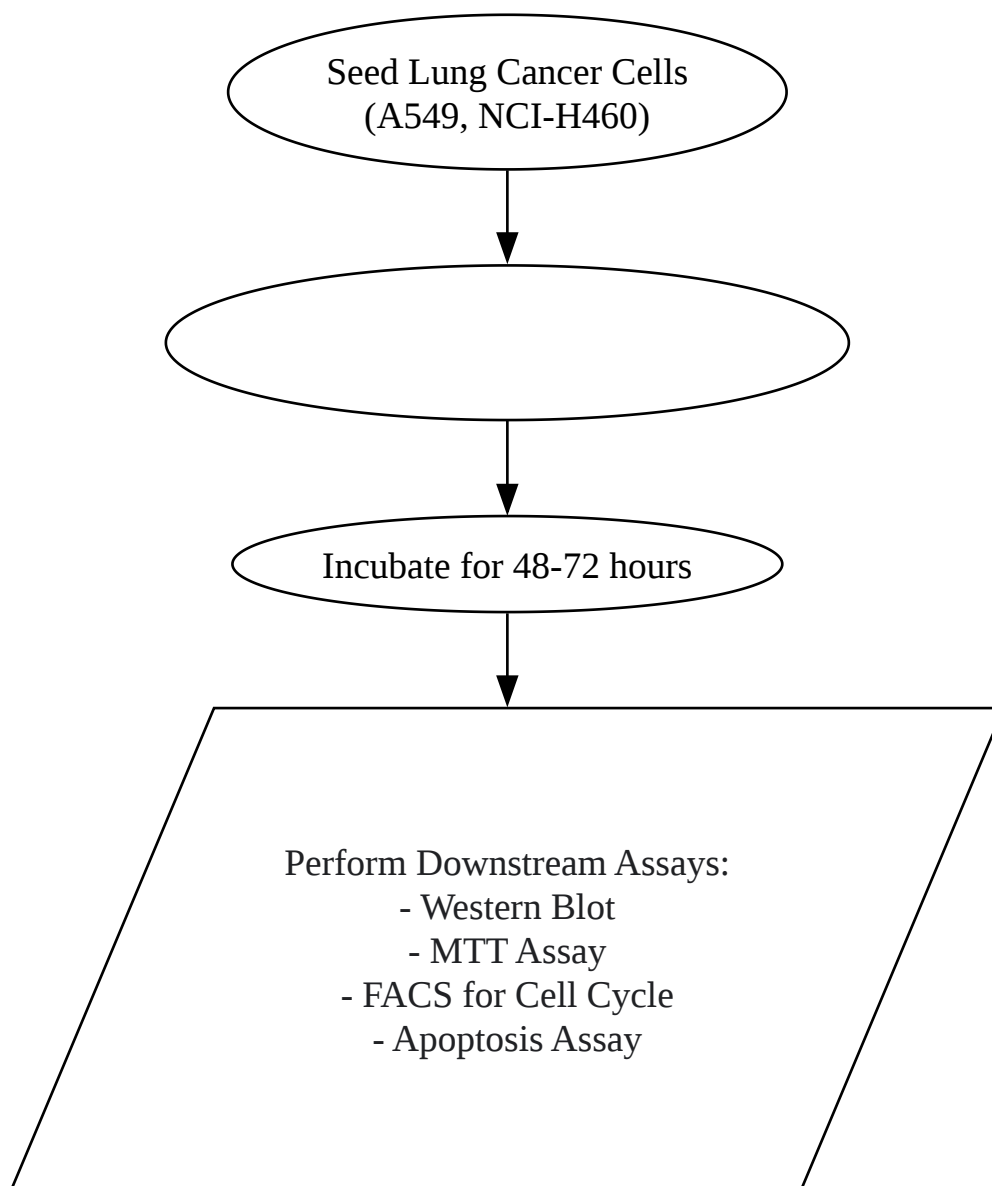 Seed Lung Cancer Cells
(A549, NCI-H460)
Incubate for 48-72 hours
Perform Downstream Assays:
- Western Blot
- MTT Assay
- FACS for Cell Cycle
- Apoptosis Assay